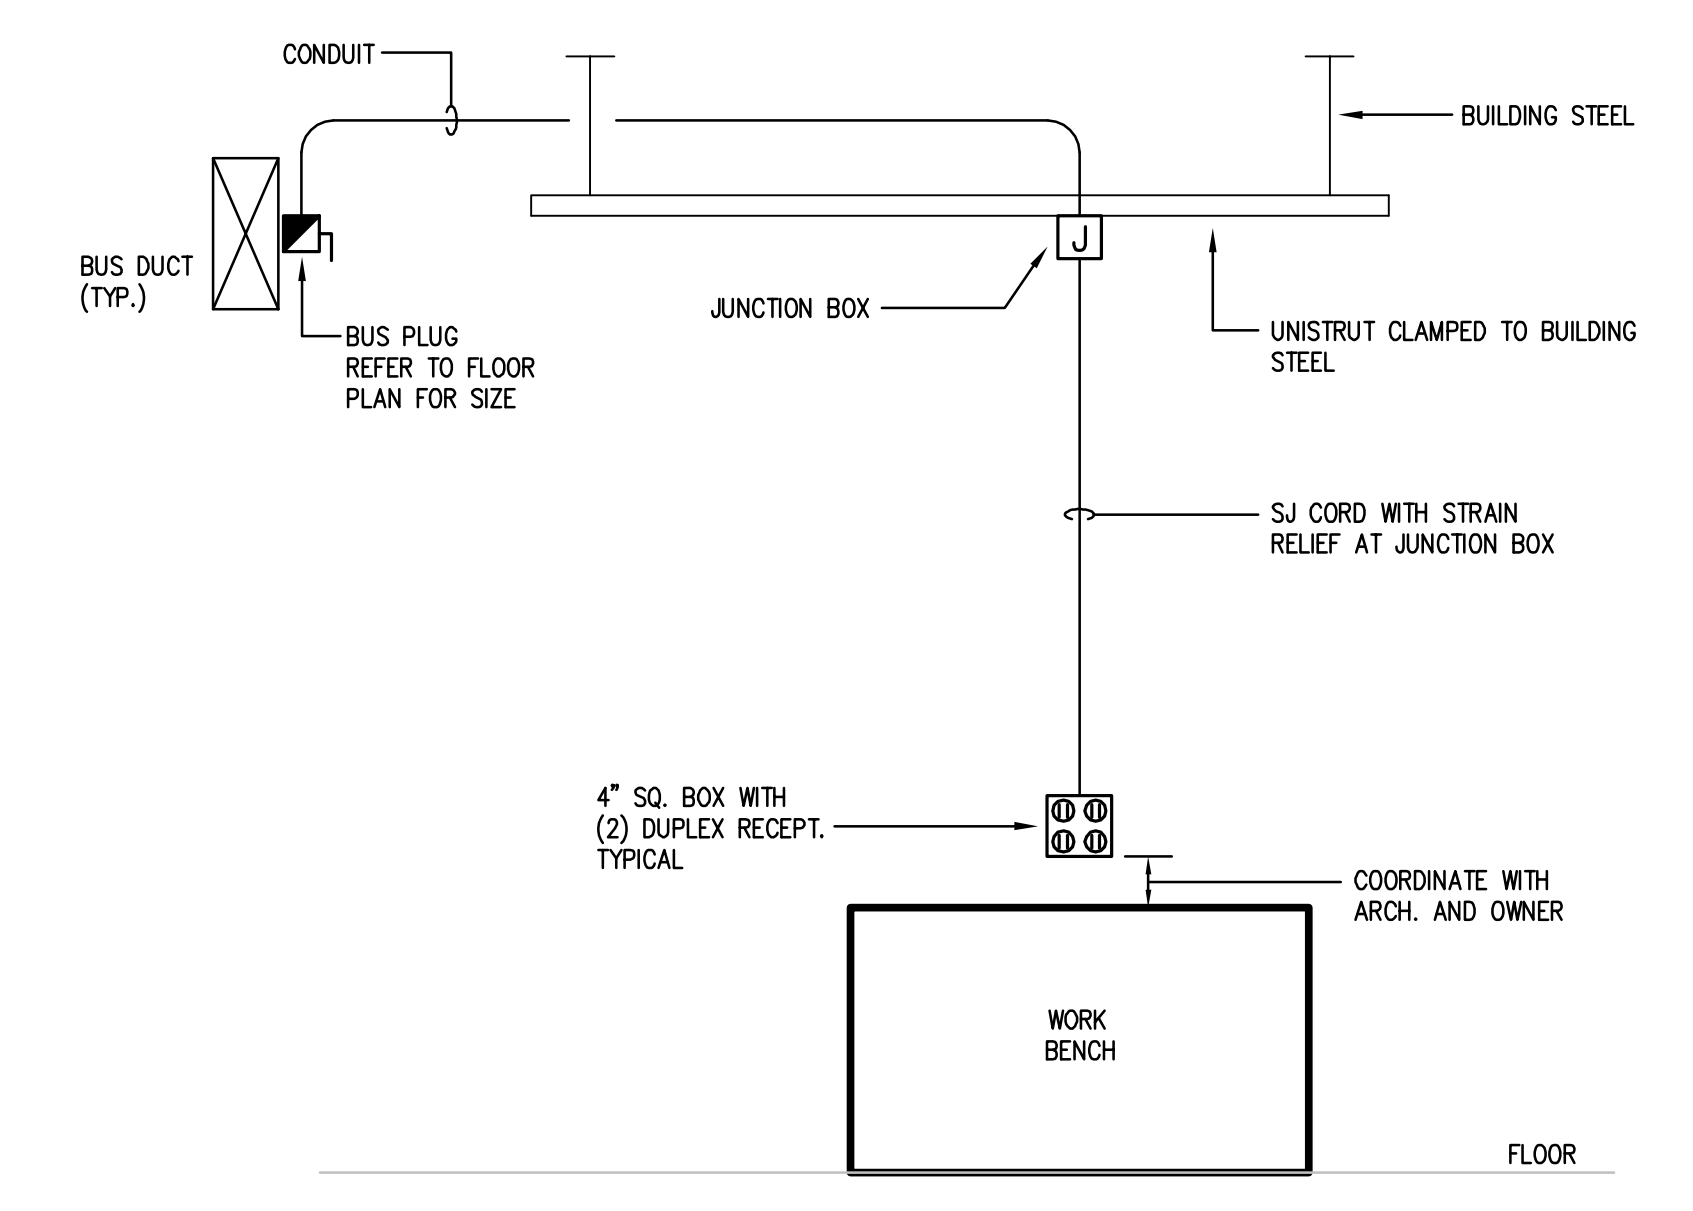 CONDUIT
BUILDING STEEL
BUS DUCT
(TYP.)
J
JUNCTION BOX
BUS PLUG
REFER TO FLOOR
PLAN FOR SIZE
UNISTRUT CLAMPED TO BUILDING
STEEL
SJ CORD WITH STRAIN
RELIEF AT JUNCTION BOX
4" SQ. BOX WITH
(2) DUPLEX RECEPT.
TYPICAL
COORDINATE WITH
ARCH. AND OWNER
WORK
BENCH
FLOOR